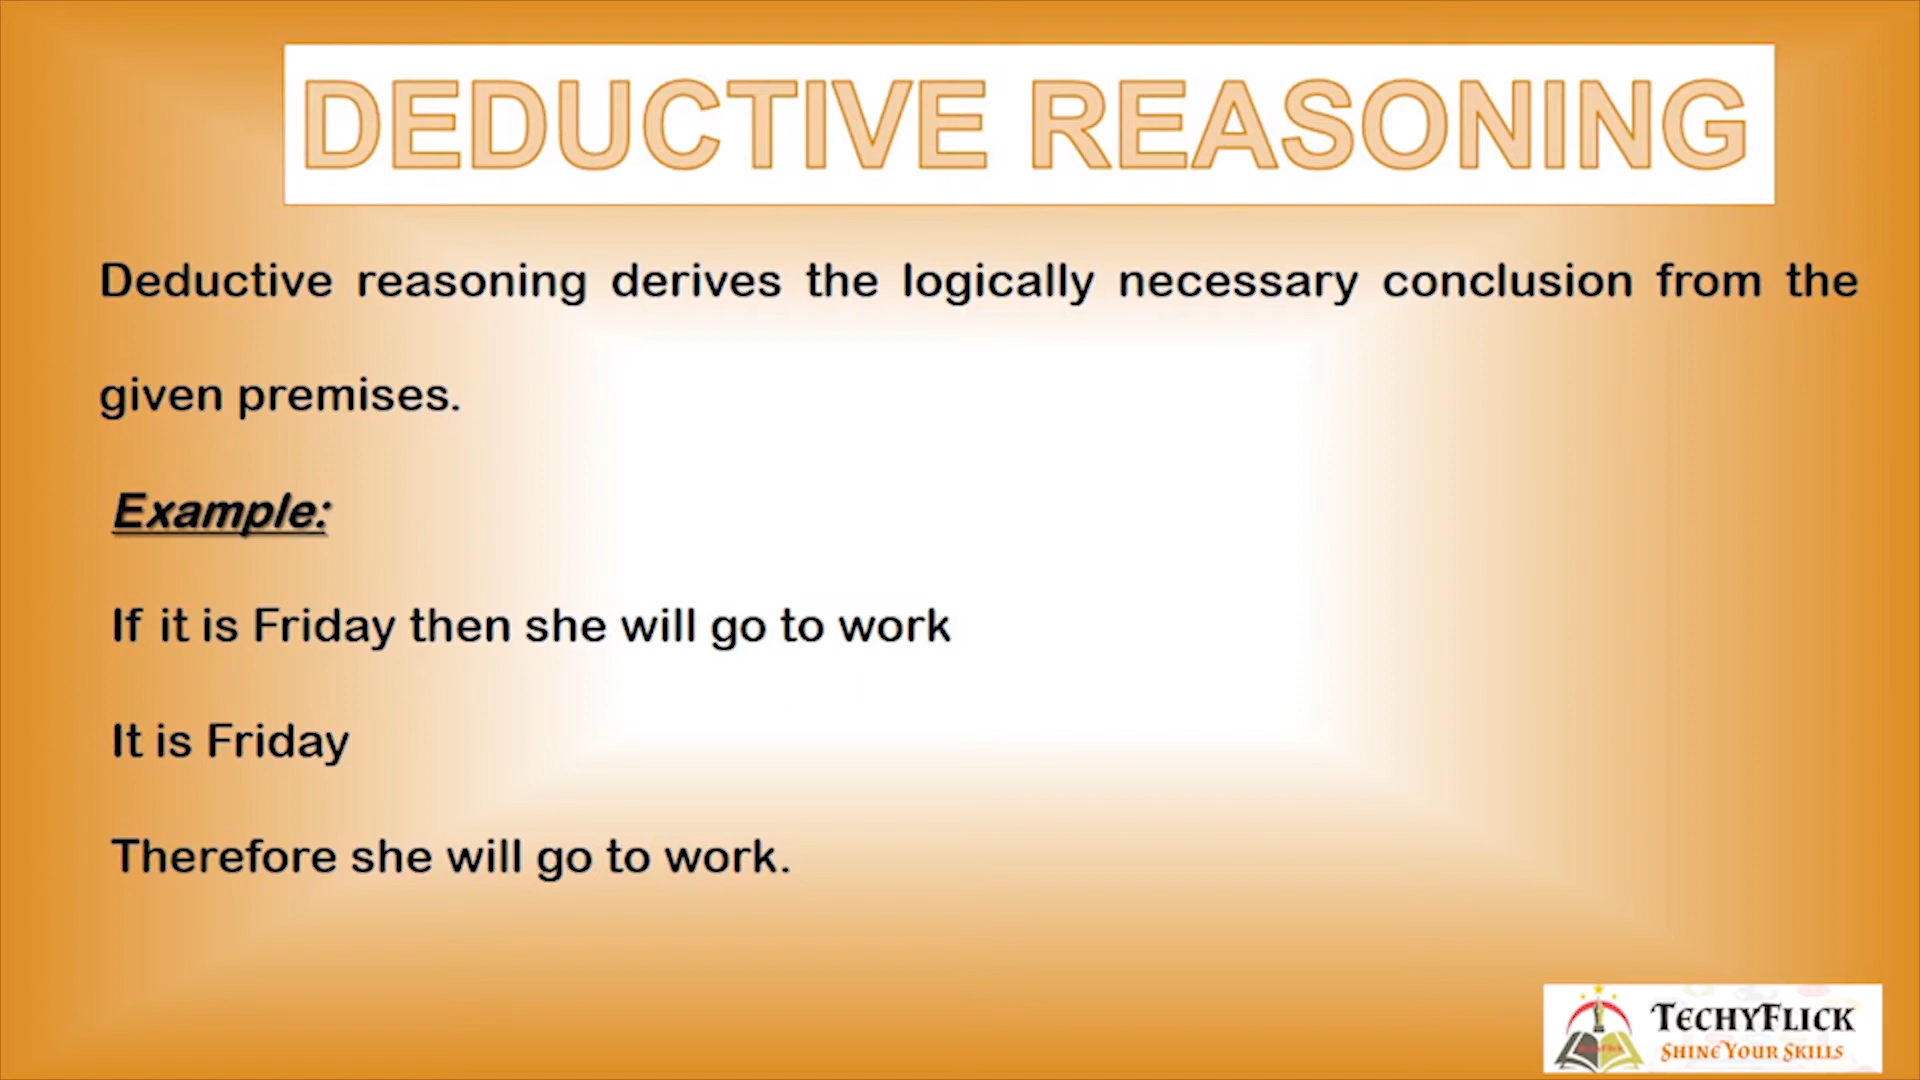 DEDUCTIVE REASONING
Deductive reasoning derives the logically necessary conclusion from the
given premises.
Example:
If it is Friday then she will go to work
It is Friday
Therefore she will go to work.
TECHYFLICK
SHINE YOUR SKILLS